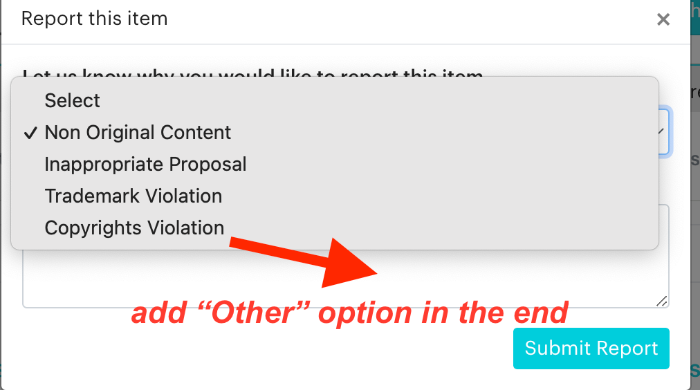 Report this item
Let us know why you would like to report this item
Select
✓ Non Original Content
Inappropriate Proposal
Trademark Violation
Copyrights Violation
add “Other” option in the end
Submit Report